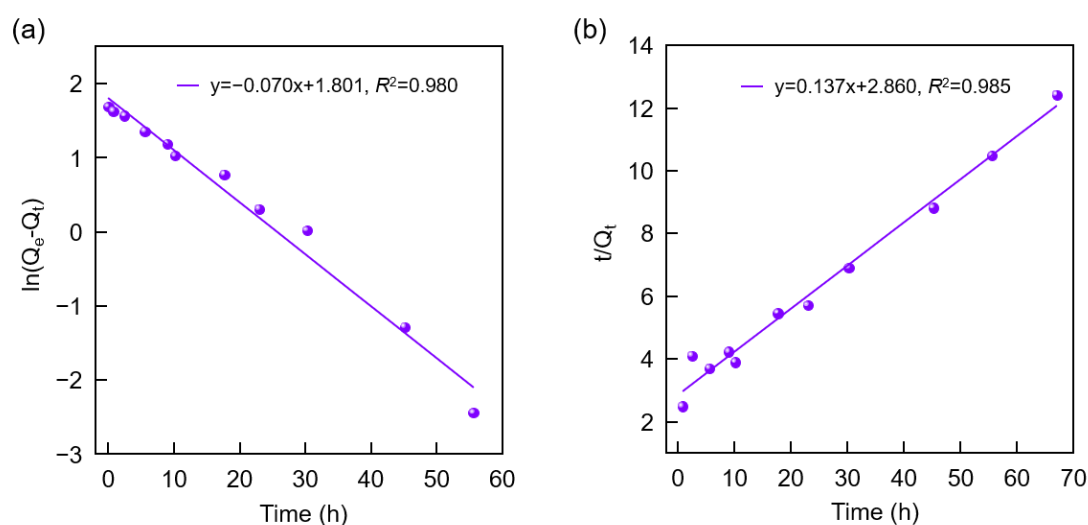 (a)
2
1
0
−1
−2
−3
ln(Qₑ-Qₜ)
y=−0.070x+1.801, R²=0.980
0 10 20 30 40 50 60
Time (h)
(b)
14
12
10
8
6
4
2
t/Qₜ
y=0.137x+2.860, R²=0.985
0 10 20 30 40 50 60 70
Time (h)